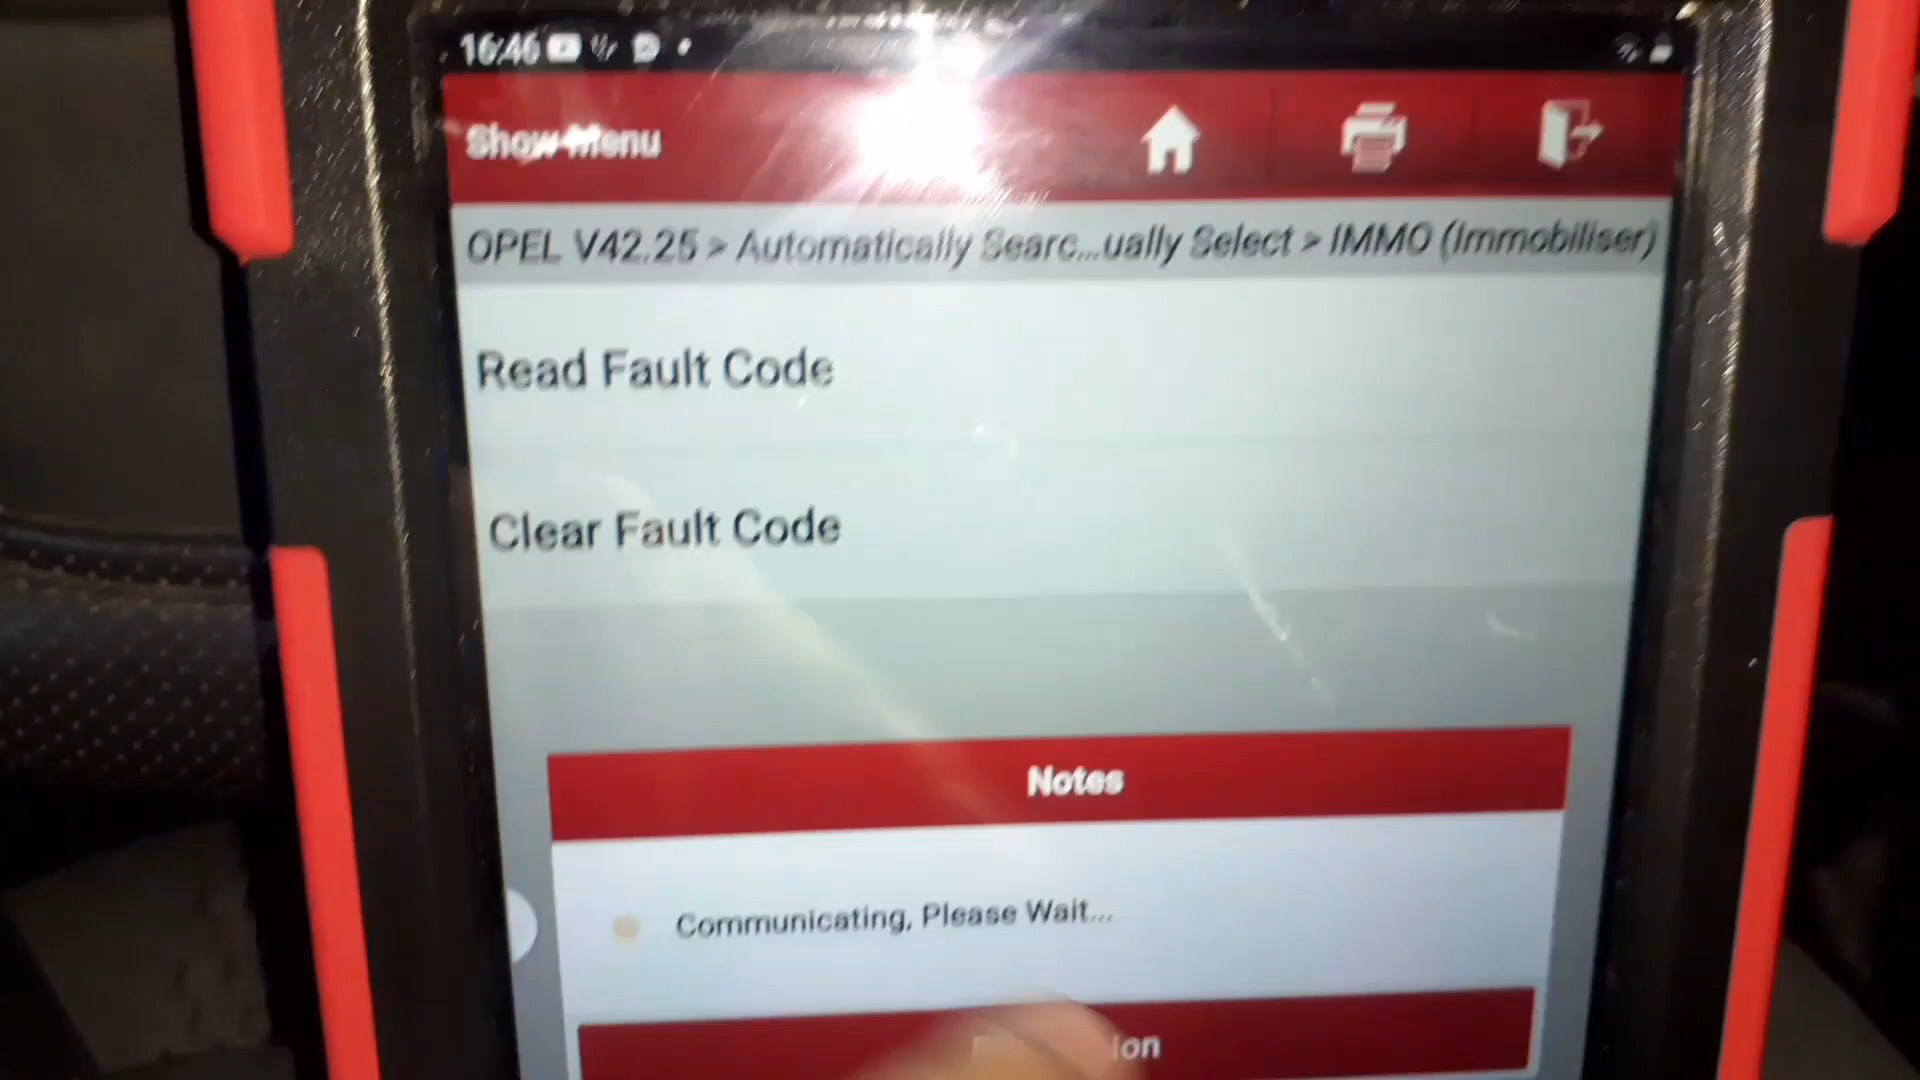 16:46
Show Menu
OPEL V42.25 > Automatically Searc...ually Select > IMMO (Immobiliser)
Read Fault Code
Clear Fault Code
Notes
Communicating, Please Wait...
ion